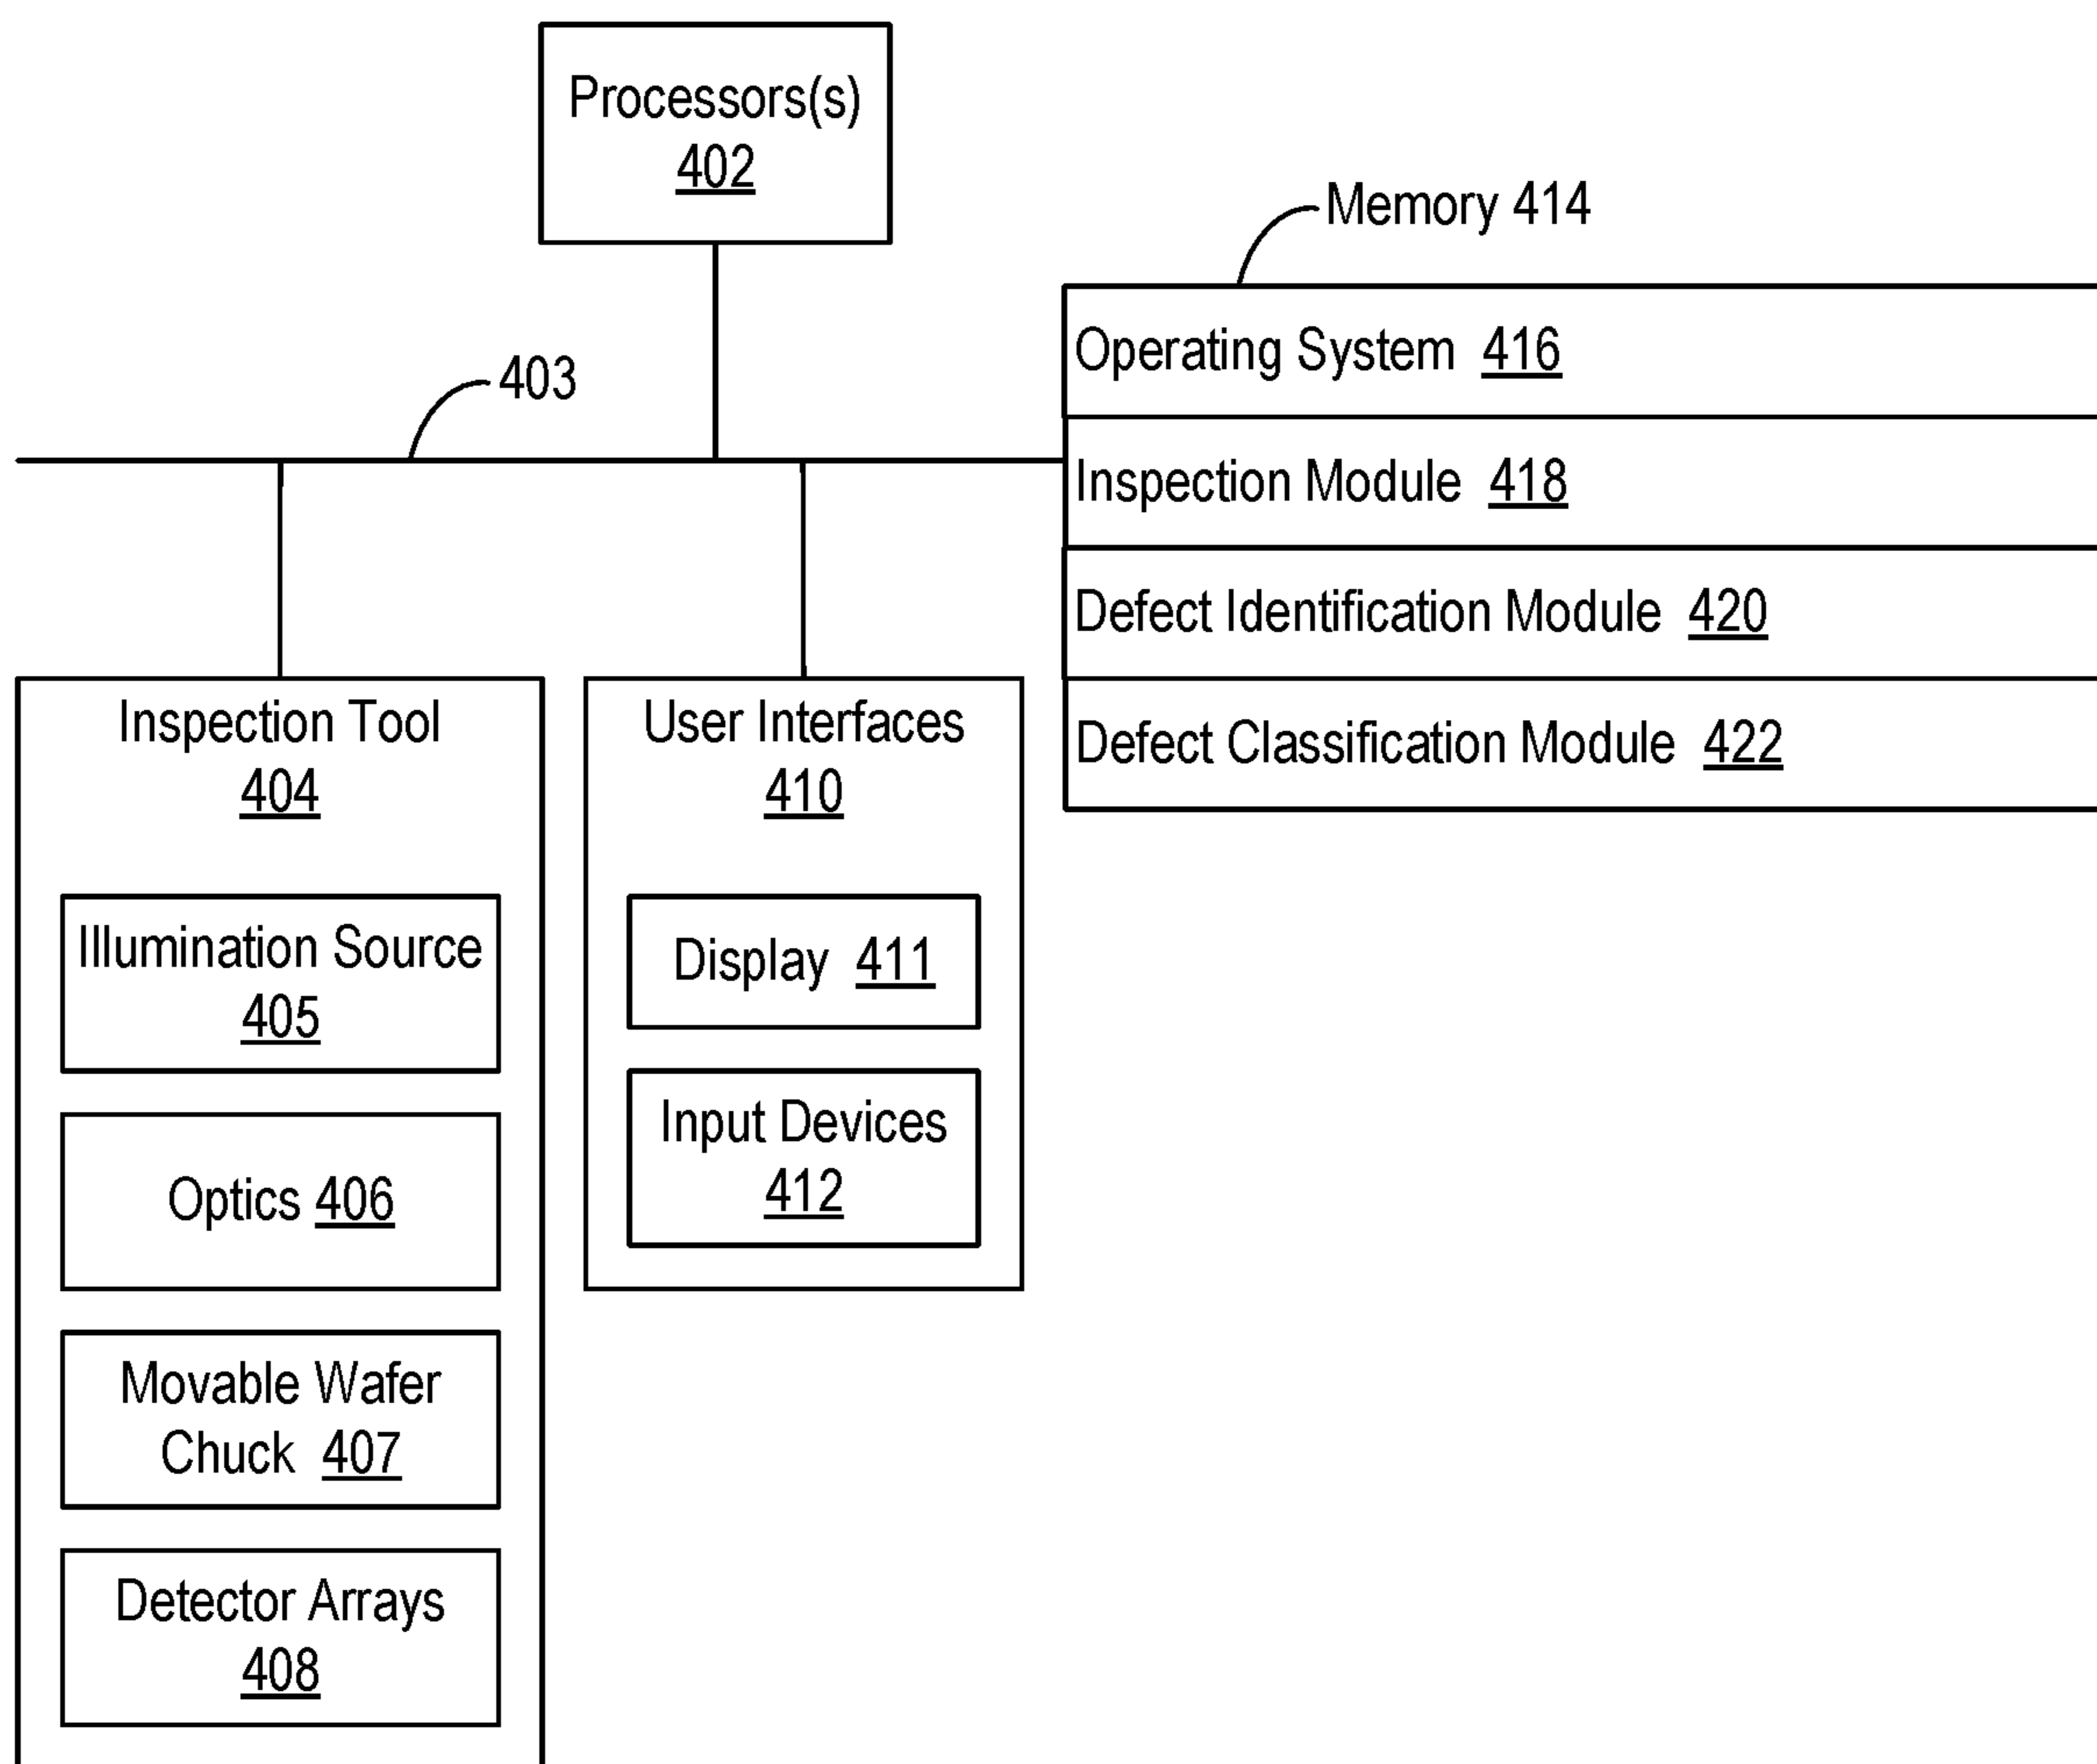 Processors(s)
402
Memory 414
403
Operating System 416
Inspection Module 418
Defect Identification Module 420
Defect Classification Module 422
Inspection Tool
404
Illumination Source
405
Optics 406
Movable Wafer
Chuck 407
Detector Arrays
408
User Interfaces
410
Display 411
Input Devices
412